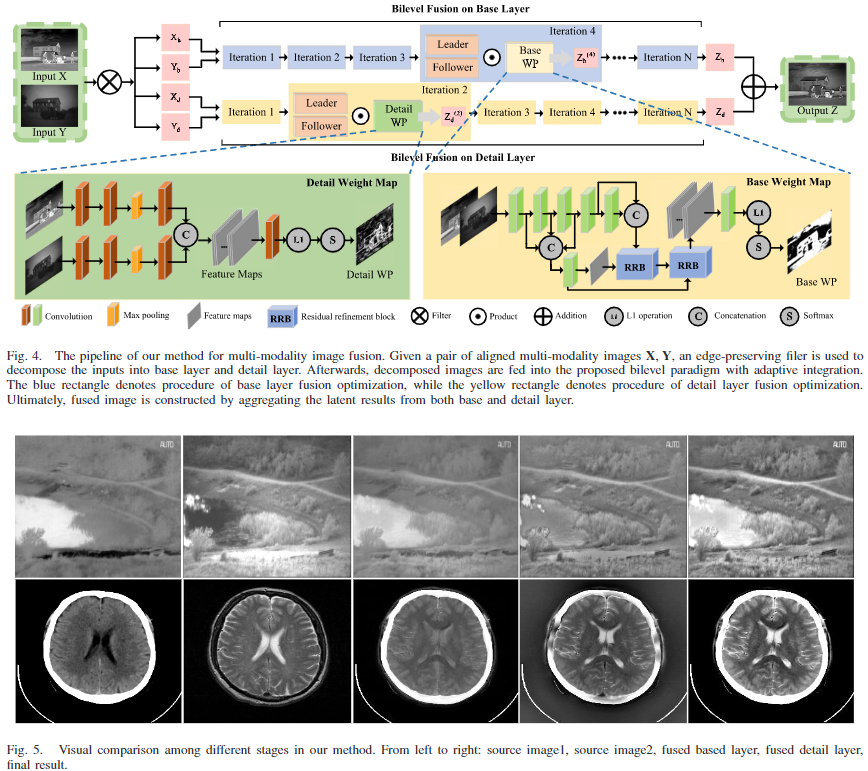 Bilevel Fusion on Base Layer
Input X
Input Y
X_b
Y_b
X_d
Y_d
Iteration 1
Iteration 2
Iteration 3
Iteration 4
Leader
Follower
Base
WP
Z_b^(4)
Iteration N
Z_b
Iteration 1
Iteration 2
Leader
Follower
Detail
WP
Z_d^(2)
Iteration 3
Iteration 4
Iteration N
Z_d
Output Z
Bilevel Fusion on Detail Layer
Detail Weight Map
C
Feature Maps
L1
S
Detail WP
Base Weight Map
C
C
RRB
RRB
L1
S
Base WP
Convolutiion
Max pooling
Feature maps
RRB
Residual refinement block
Filter
Product
Addition
L1
L1 operation
C
Concatenation
S
Softmax
Fig. 4. The pipeline of our method for multi-modality image fusion. Given a pair of aligned multi-modality images X, Y, an edge-preserving filer is used to
decompose the inputs into base layer and detail layer. Afterwards, decomposed images are fed into the proposed bilevel paradigm with adaptive integration.
The blue rectangle denotes procedure of base layer fusion optimization, while the yellow rectangle denotes procedure of detail layer fusion optimization.
Ultimately, fused image is constructed by aggregating the latent results from both base and detail layer.
AUTO
AUTO
AUTO
AUTO
Fig. 5. Visual comparison among different stages in our method. From left to right: source image1, source image2, fused based layer, fused detail layer,
final result.